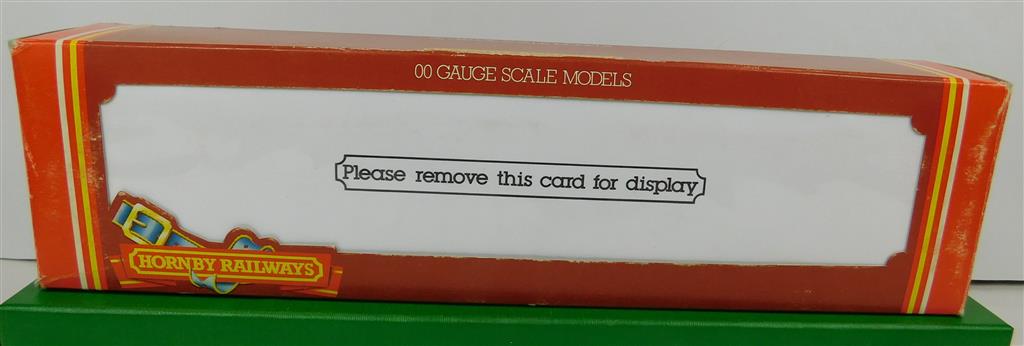 00 GAUGE SCALE MODELS
Please remove this card for display
HORNBY RAILWAYS